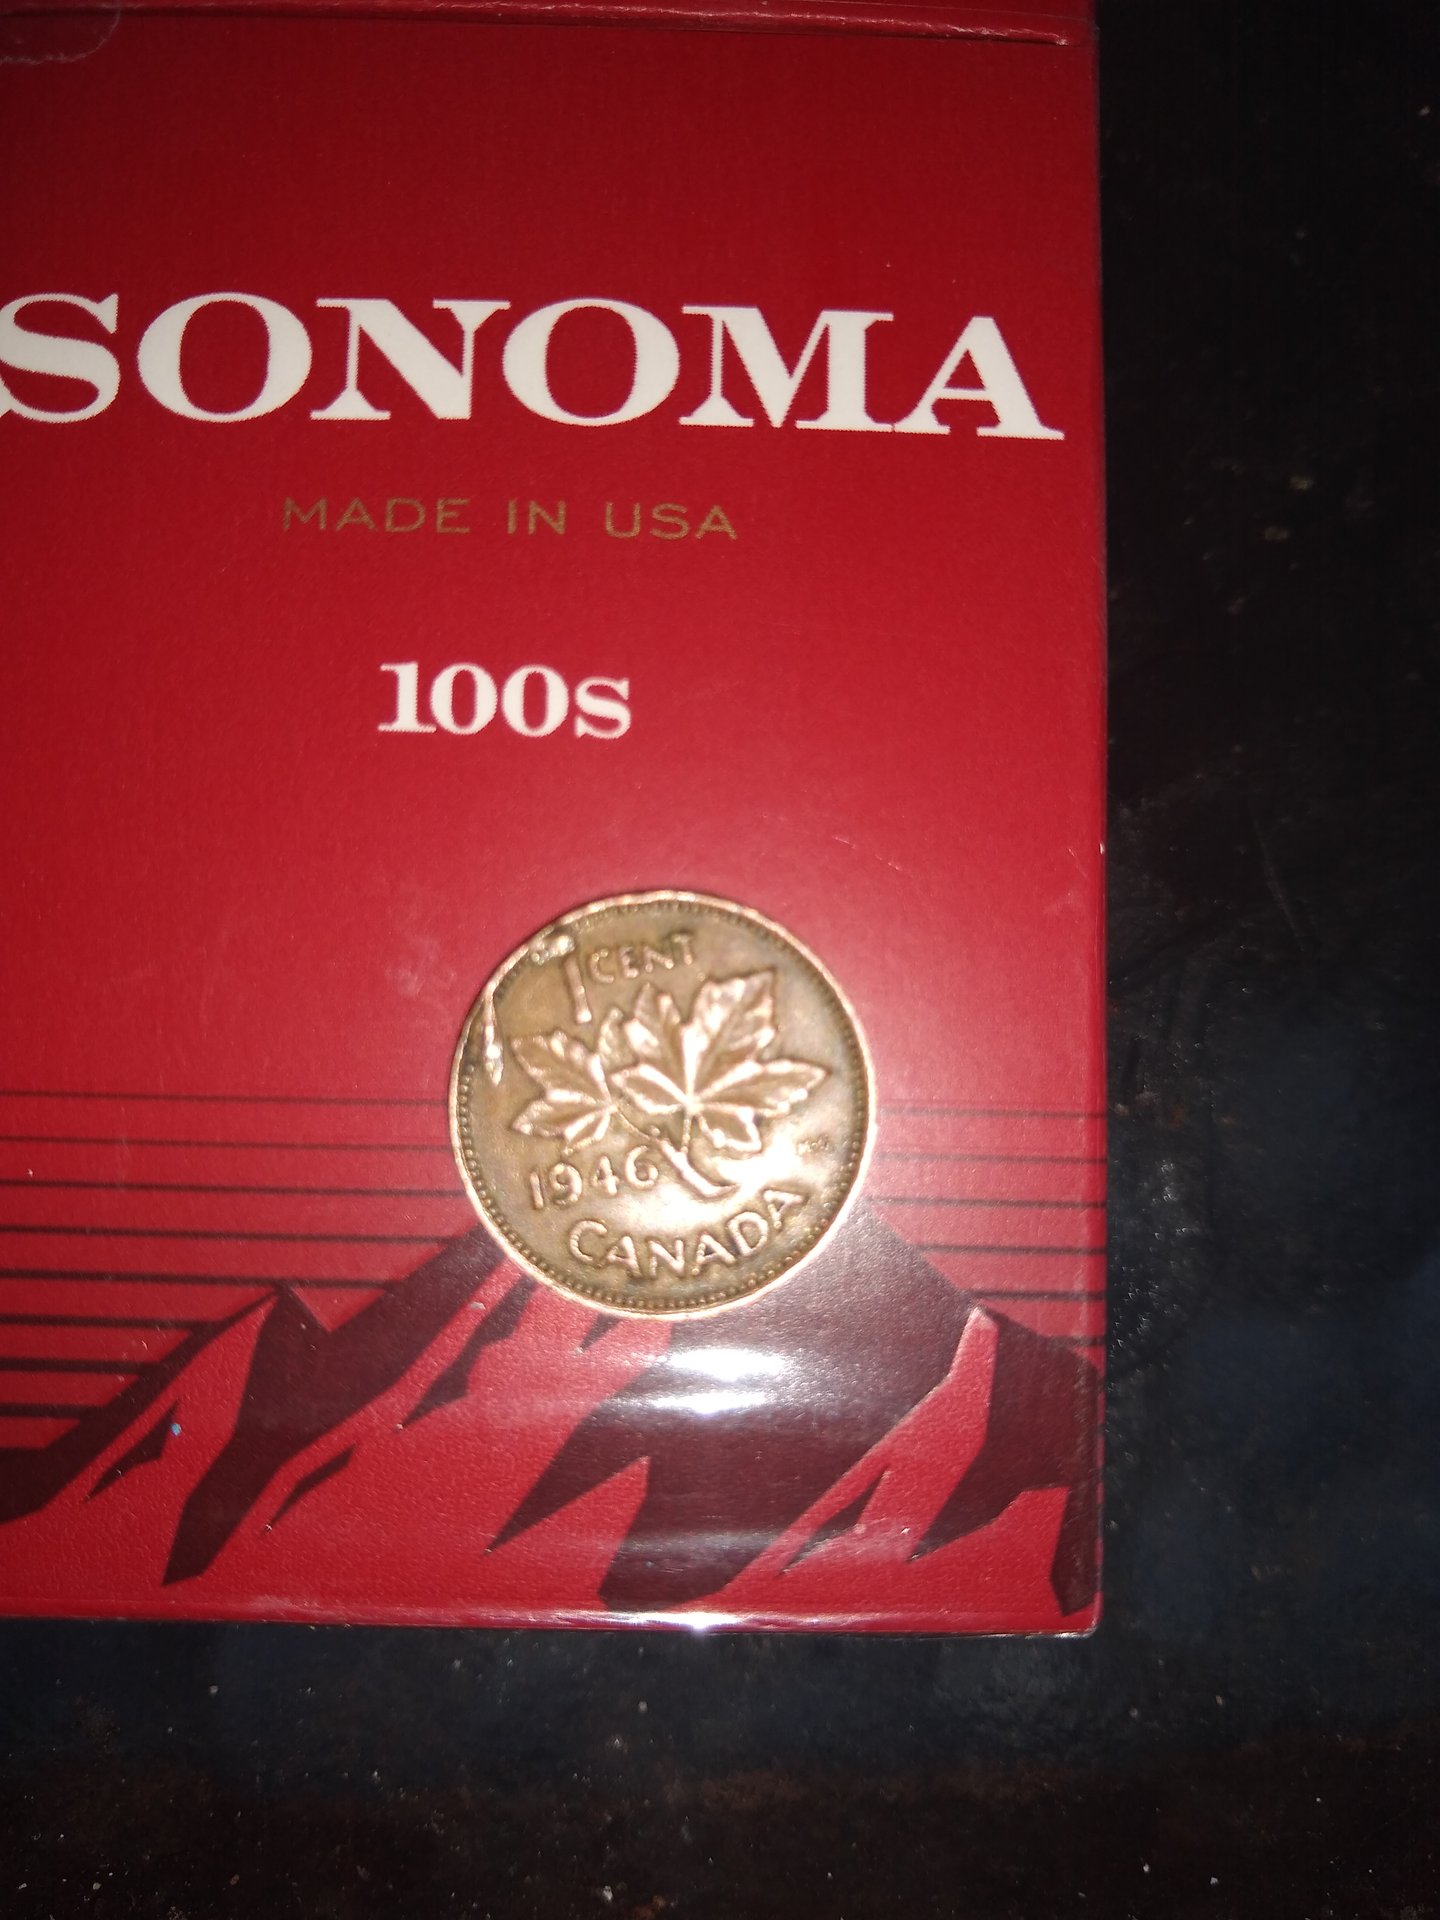 SONOMA
MADE IN USA
100s
1 CENT
1946
CANADA